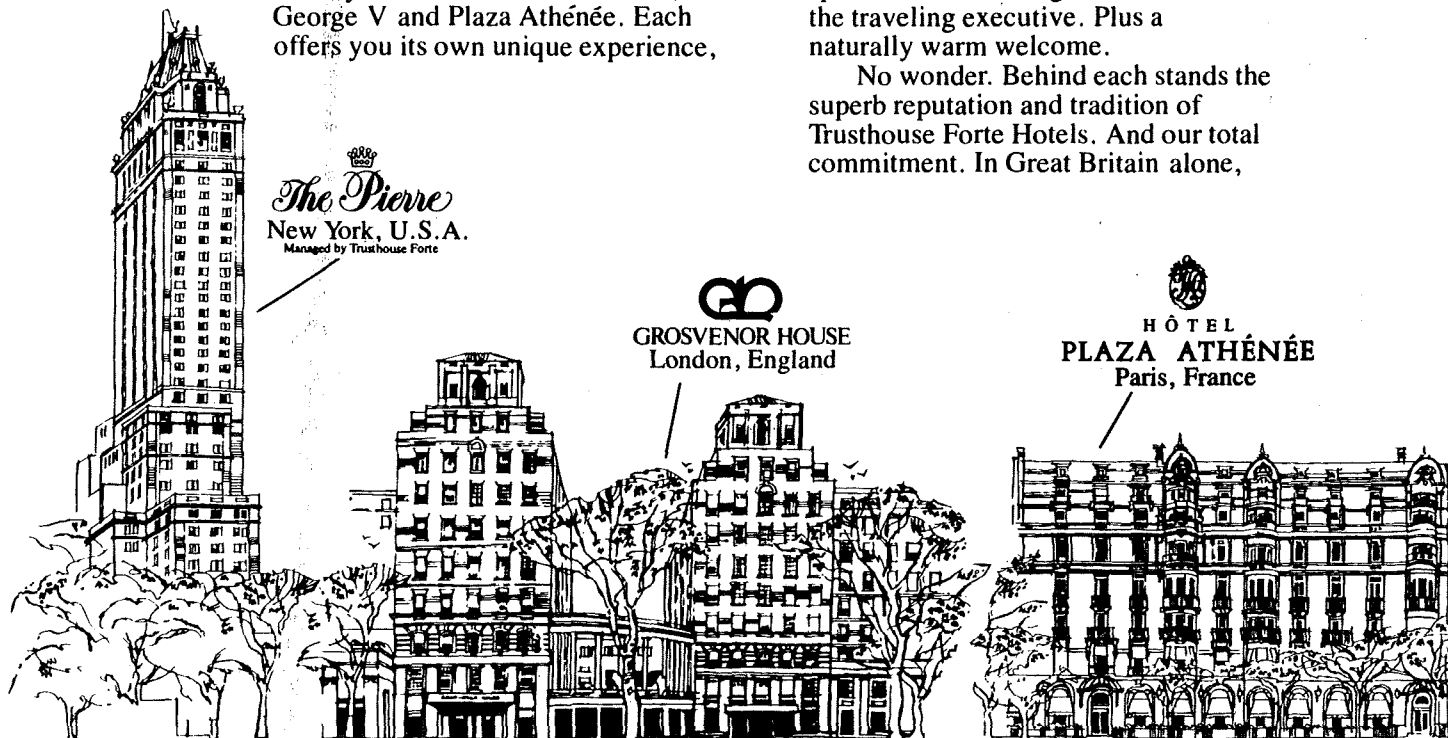 George V and Plaza Athénée. Each
offers you its own unique experience,
the traveling executive. Plus a
naturally warm welcome.
No wonder. Behind each stands the
superb reputation and tradition of
Trusthouse Forte Hotels. And our total
commitment. In Great Britain alone,
The Pierre
New York, U.S.A.
Managed by Trusthouse Forte
GROSVENOR HOUSE
London, England
HÔTEL
PLAZA ATHÉNÉE
Paris, France